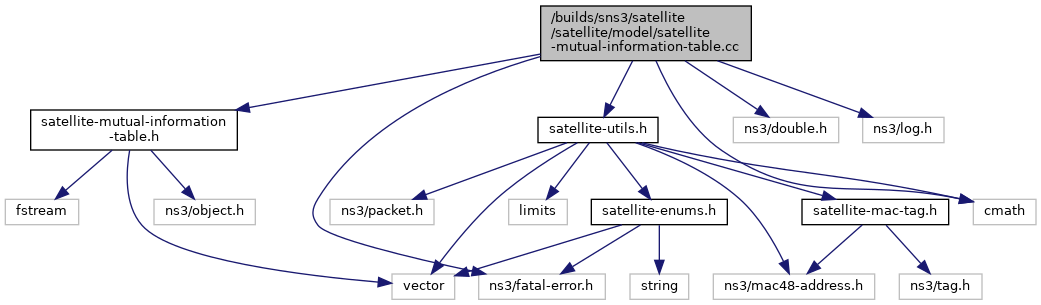 /builds/sns3/satellite
/satellite/model/satellite
-mutual-information-table.cc
satellite-mutual-information
-table.h
satellite-utils.h
ns3/double.h
ns3/log.h
fstream
ns3/object.h
ns3/packet.h
limits
satellite-enums.h
satellite-mac-tag.h
cmath
vector
ns3/fatal-error.h
string
ns3/mac48-address.h
ns3/tag.h